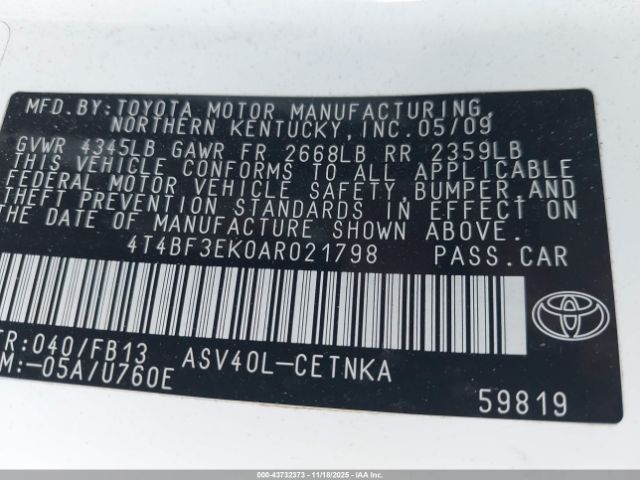 MFD.BY:TOYOTA MOTOR MANUFACTURING,
NORTHERN KENTUCKY,INC.05/09
GVWR 4345LB GAWR FR 2668LB RR 2359LB
THIS VEHICLE CONFORMS TO ALL APPLICABLE
FEDERAL MOTOR VEHICLE SAFETY,BUMPER,AND
THEFT PREVENTION STANDARDS IN EFFECT ON
THE DATE OF MANUFACTURE SHOWN ABOVE.
4T4BF3EK0AR021798 PASS.CAR
TR:040/FB13 ASV40L-CETNKA
M:-05A/U760E
59819
000-43732373 - 11/18/2025 - IAAI.COM